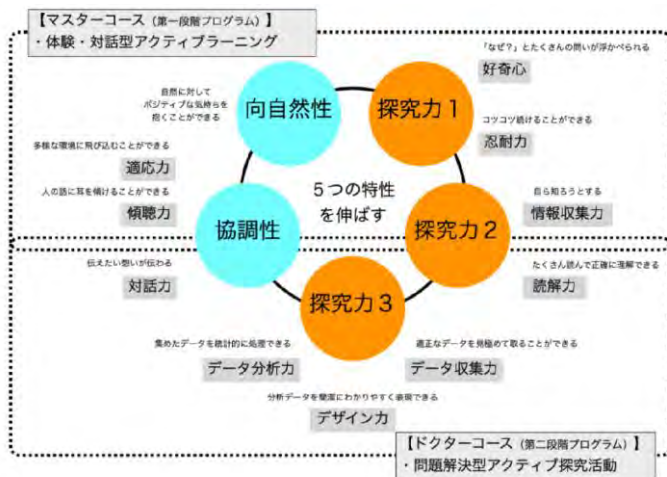 【マスターコース（第一段階プログラム）】
・体験・対話型アクティブラーニング
「なぜ？」とたくさんの問いが浮かべられる
好奇心
自然に対して
ポジティブな気持ちを
抱くことができる
向自然性
探究力1
コツコツ続けることができる
忍耐力
多様な環境に飛び込むことができる
適応力
人の話に耳を傾けることができる
傾聴力
5つの特性
を伸ばす
自ら知ろうとする
情報収集力
協調性
探究力2
伝えたい想いが伝わる
対話力
たくさん読んで正確に理解できる
読解力
探究力3
集めたデータを統計的に処理できる
データ分析力
適正なデータを見極めて取ることができる
データ収集力
分析データを簡潔にわかりやすく表現できる
デザイン力
【ドクターコース（第二段階プログラム）】
・問題解決型アクティブ探究活動